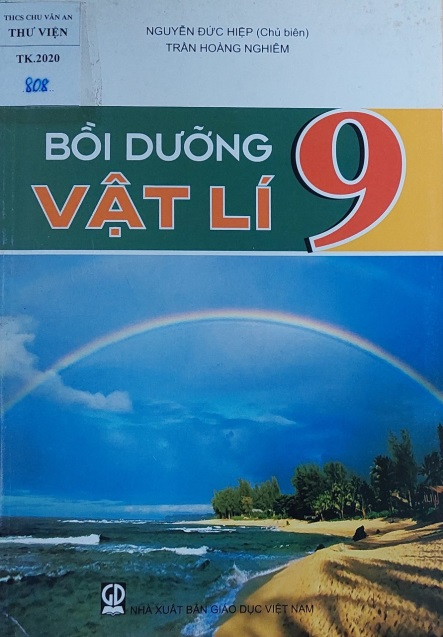 THCS CHU VĂN AN
THƯ VIỆN
TK.2020
808
NGUYỄN ĐỨC HIỆP (Chủ biên)
TRẦN HOÀNG NGHIÊM
BỒI DƯỠNG
VẬT LÍ
9
GD
NHÀ XUẤT BẢN GIÁO DỤC VIỆT NAM